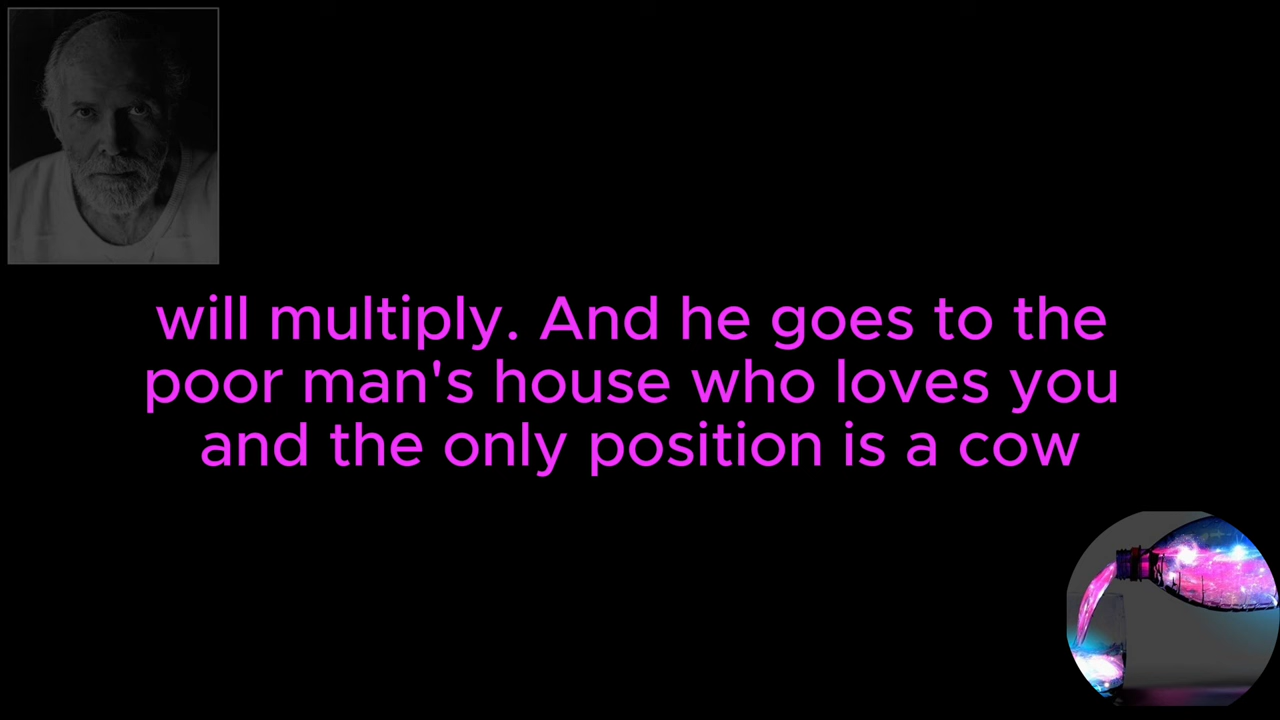 will multiply. And he goes to the
poor man's house who loves you
and the only position is a cow